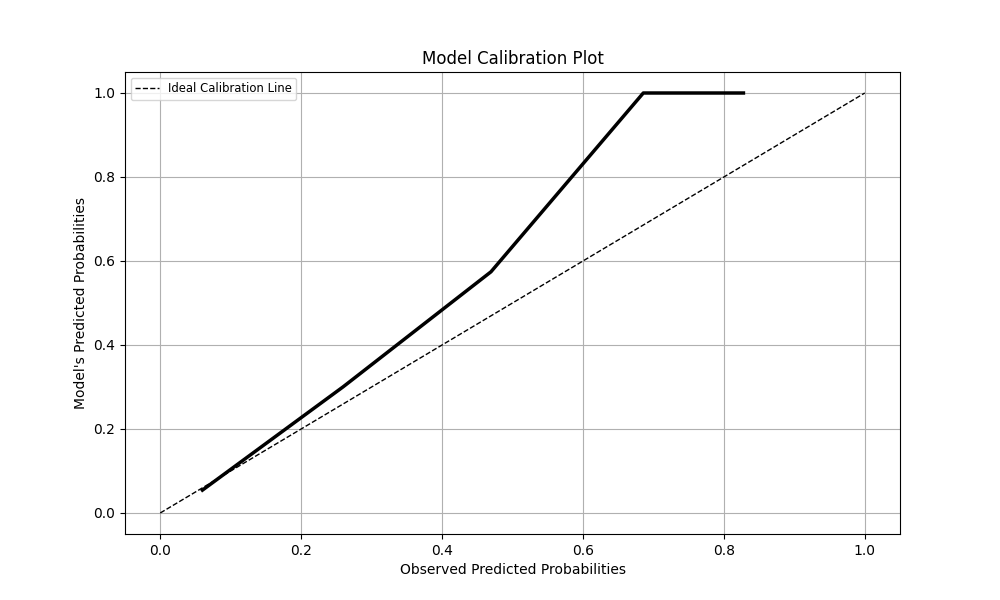 Model Calibration Plot
Ideal Calibration Line
1.0
0.8
0.6
0.4
0.2
0.0
Model's Predicted Probabilities
0.0 0.2 0.4 0.6 0.8 1.0
Observed Predicted Probabilities